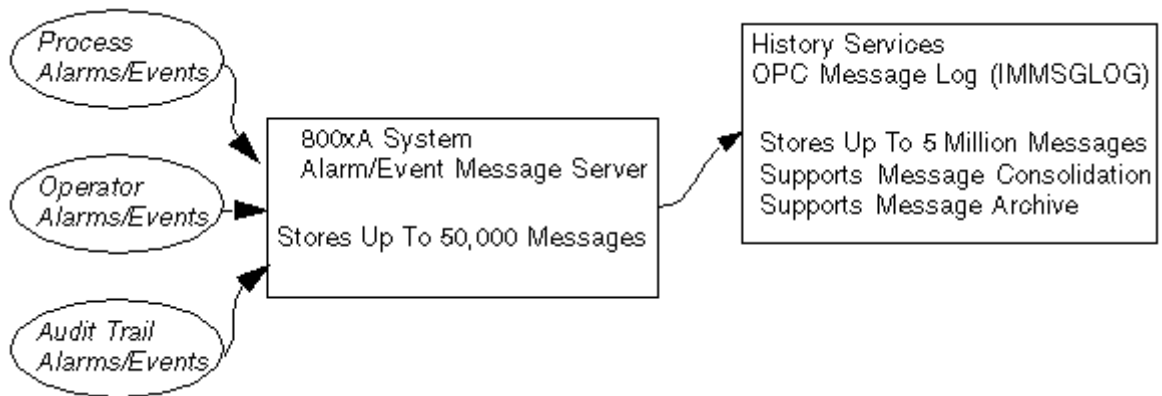 Process
Alarms/Events
Operator
Alarms/Events
Audit Trail
Alarms/Events
800xA System
Alarm/Event Message Server
Stores Up To 50,000 Messages
History Services
OPC Message Log (IMMSGLOG)
Stores Up To 5 Million Messages
Supports Message Consolidation
Supports Message Archive